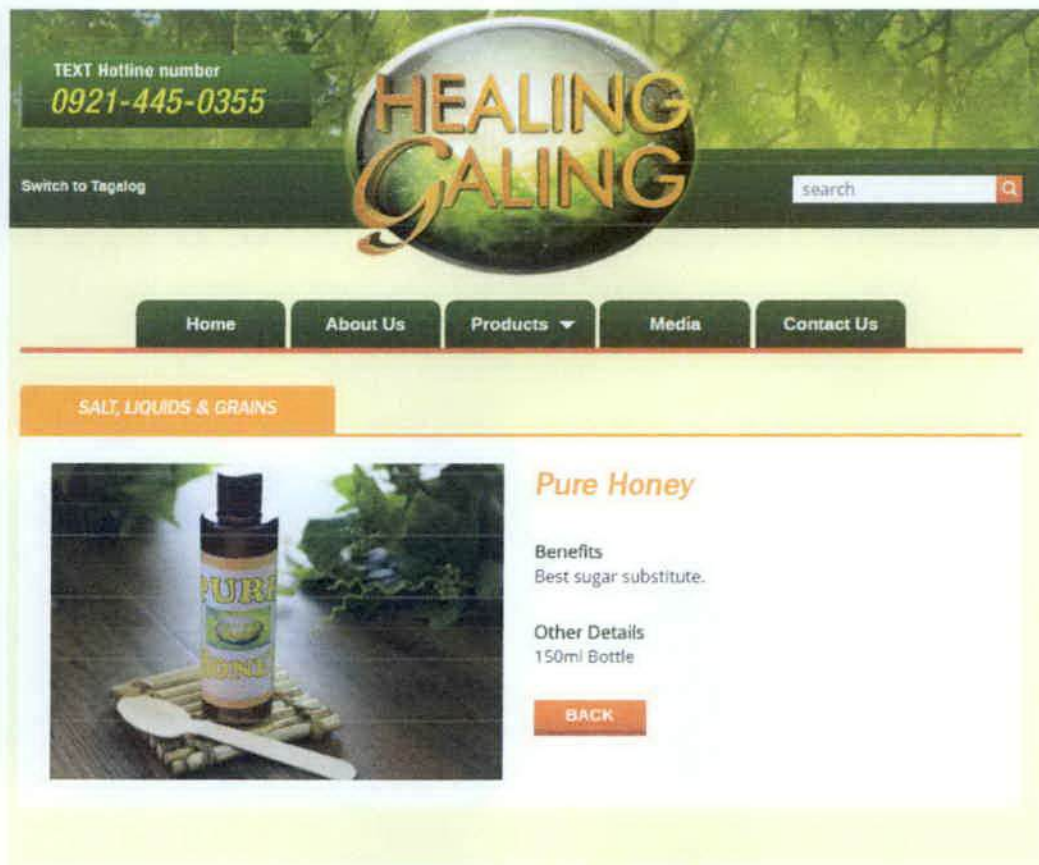 TEXT Hotline number
0921-445-0355
HEALING
GALING
Switch to Tagalog
search
Home
About Us
Products
Media
Contact Us
SALT, LIQUIDS & GRAINS
Pure Honey
Benefits
Best sugar substitute.
Other Details
150ml Bottle
BACK
PURE
HONEY